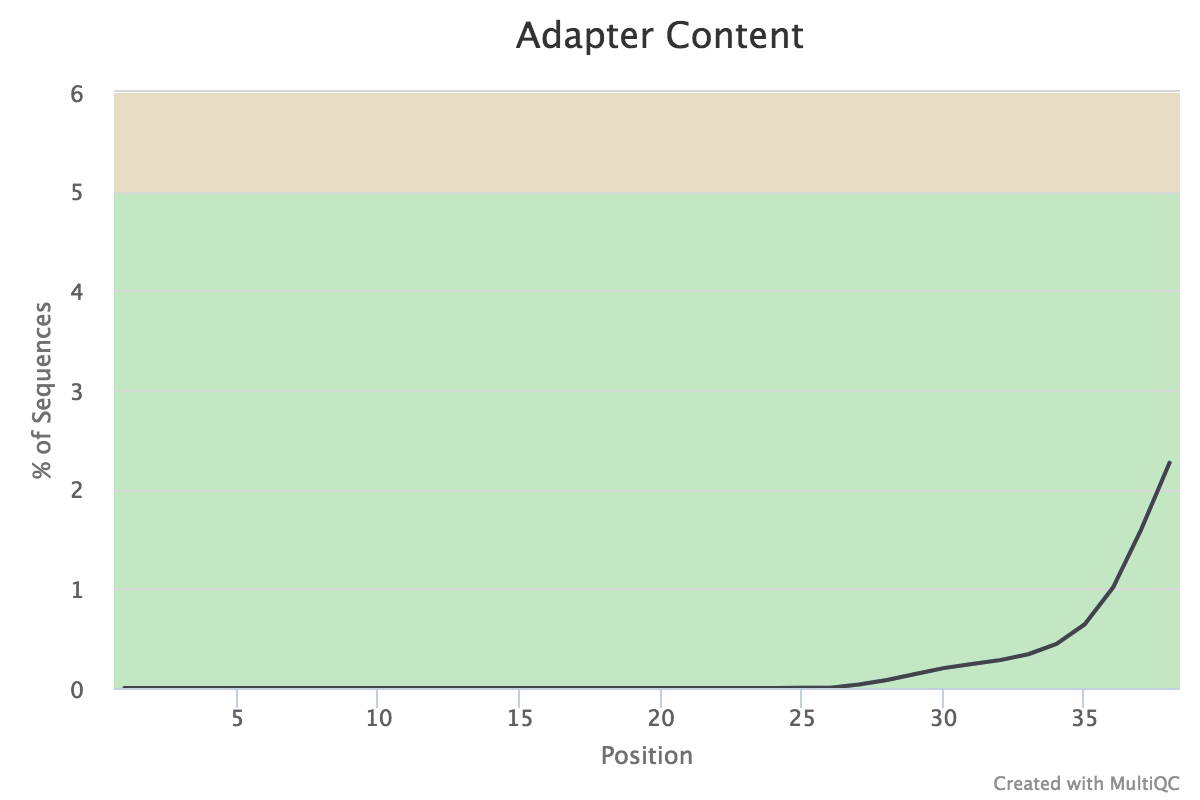 Adapter Content
6
5
4
3
2
1
0
% of Sequences
5 10 15 20 25 30 35
Position
Created with MultiQC